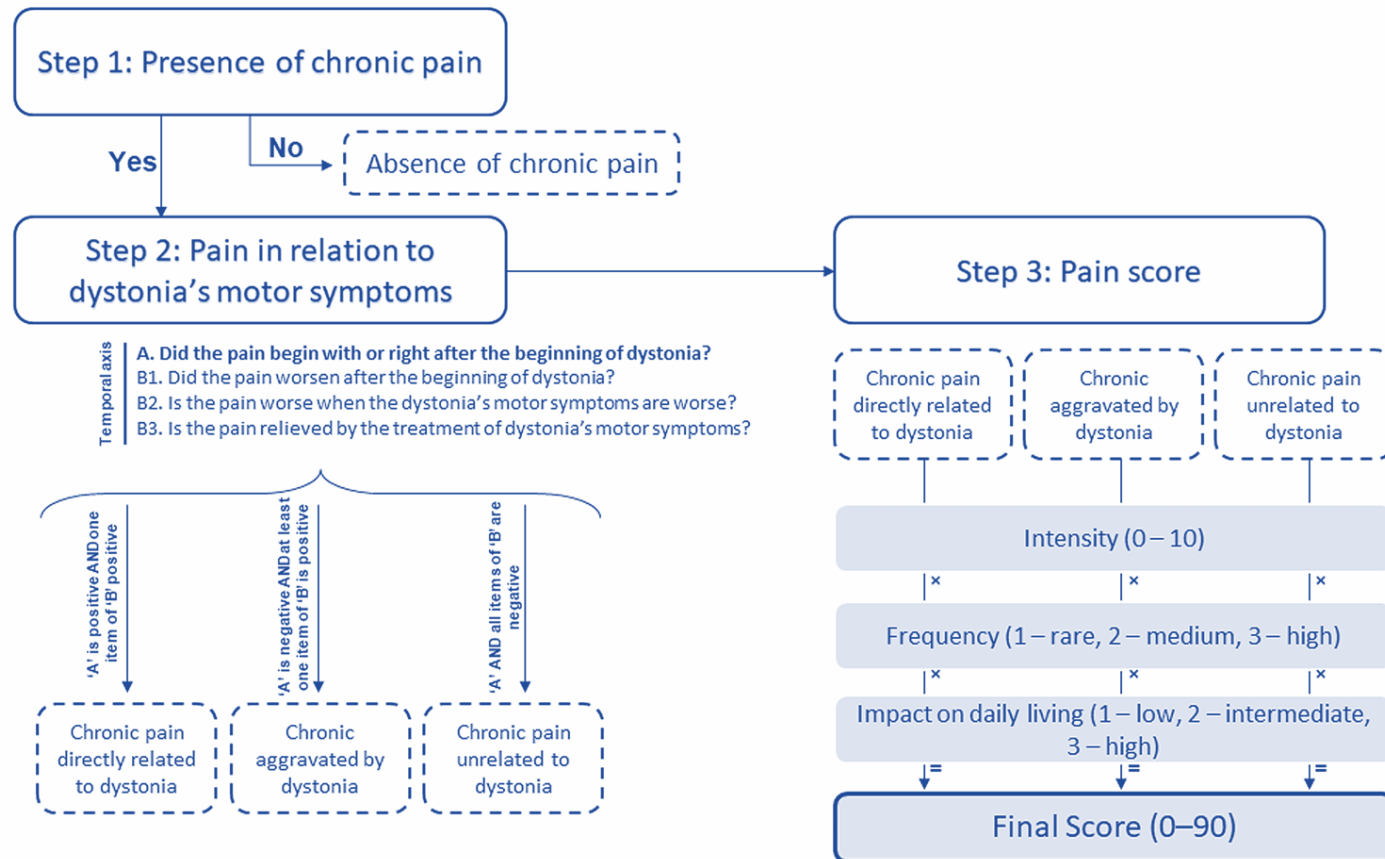 Step 1: Presence of chronic pain
Yes
No
Absence of chronic pain
Step 2: Pain in relation to
dystonia's motor symptoms
Temporal axis
A. Did the pain begin with or right after the beginning of dystonia?
B1. Did the pain worsen after the beginning of dystonia?
B2. Is the pain worse when the dystonia's motor symptoms are worse?
B3. Is the pain relieved by the treatment of dystonia's motor symptoms?
'A' is positive AND one
item of 'B' positive
'A' is negative AND at least
one item of 'B' is positive
'A' AND all items of 'B' are
negative
Chronic pain
directly related
to dystonia
Chronic
aggravated by
dystonia
Chronic pain
unrelated to
dystonia
Step 3: Pain score
Chronic pain
directly related
to dystonia
Chronic
aggravated by
dystonia
Chronic pain
unrelated to
dystonia
Intensity (0 – 10)
× × ×
Frequency (1 – rare, 2 – medium, 3 – high)
× × ×
Impact on daily living (1 – low, 2 – intermediate,
3 – high)
= = =
Final Score (0–90)